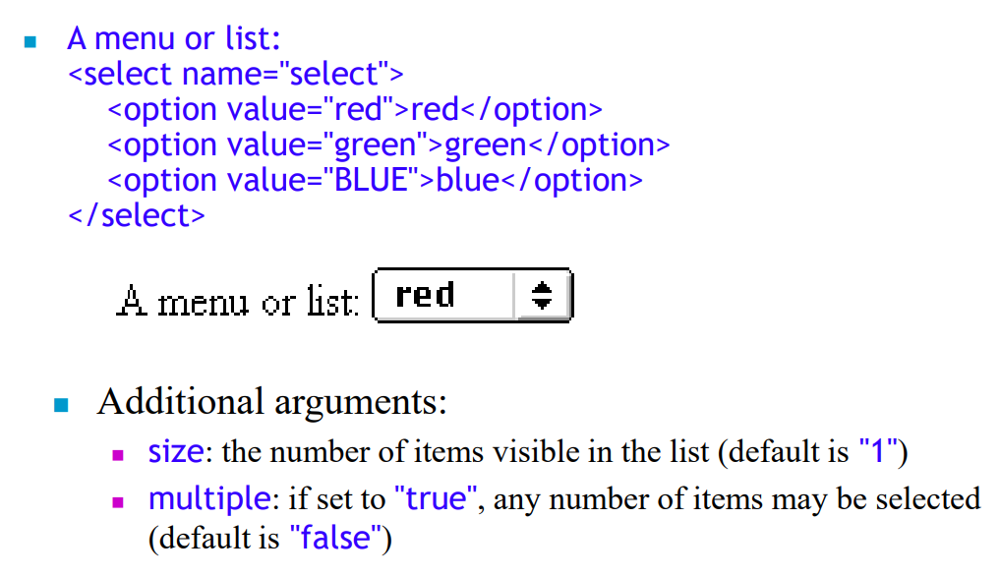 A menu or list:
<select name="select">
<option value="red">red</option>
<option value="green">green</option>
<option value="BLUE">blue</option>
</select>
A menu or list: red
Additional arguments:
size: the number of items visible in the list (default is "1")
multiple: if set to "true", any number of items may be selected
(default is "false")